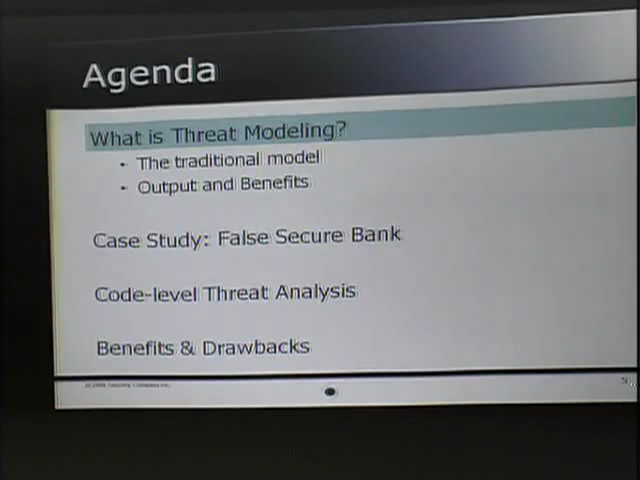 Agenda
What is Threat Modeling?
• The traditional model
• Output and Benefits
Case Study: False Secure Bank
Code-level Threat Analysis
Benefits & Drawbacks